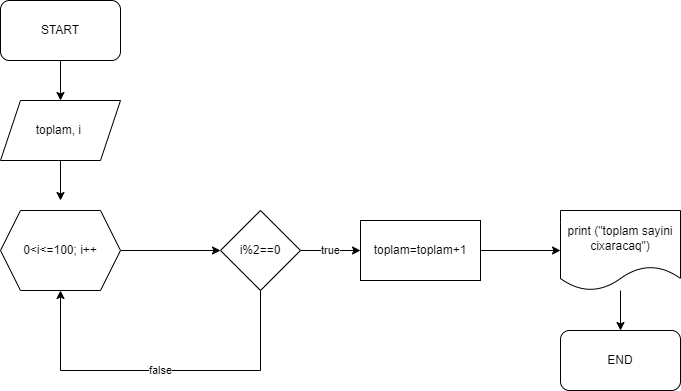 START
toplam, i
0<i<=100; i++
i%2==0
true
toplam=toplam+1
print ("toplam sayini
cixaracaq")
false
END